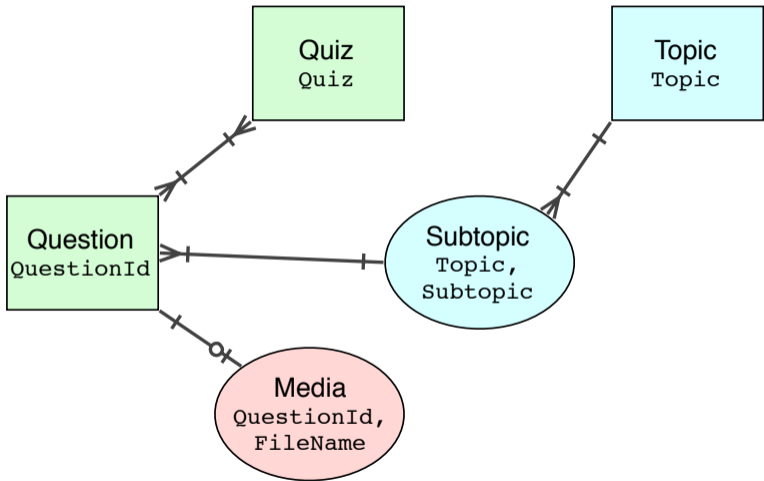 Quiz
Quiz
Topic
Topic
Question
QuestionId
Subtopic
Topic,
Subtopic
Media
QuestionId,
FileName